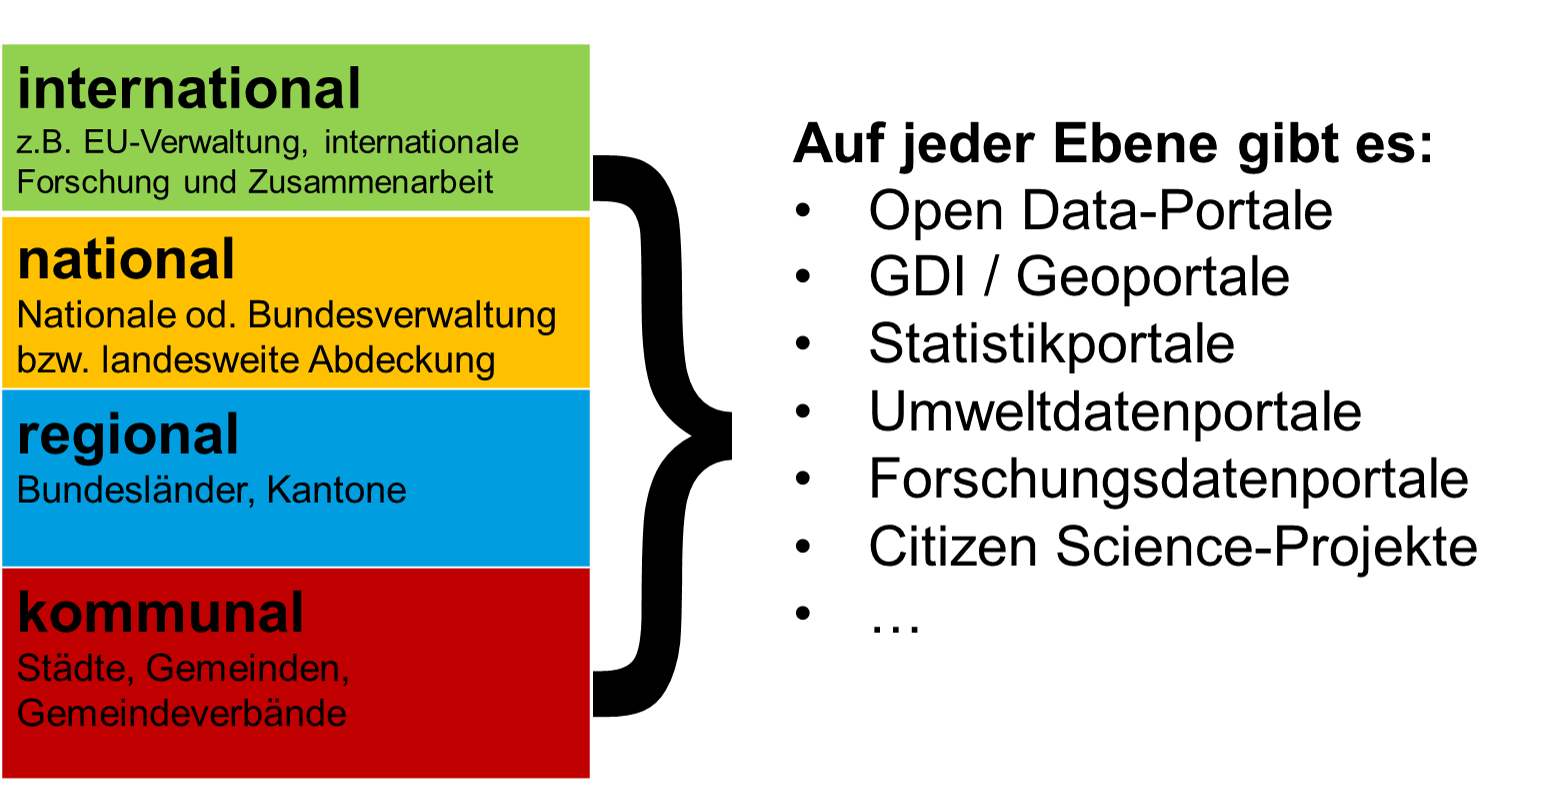 international
z.B. EU-Verwaltung, internationale
Forschung und Zusammenarbeit
national
Nationale od. Bundesverwaltung
bzw. landesweite Abdeckung
regional
Bundesländer, Kantone
kommunal
Städte, Gemeinden,
Gemeindeverbände
Auf jeder Ebene gibt es:
• Open Data-Portale
• GDI / Geoportale
• Statistikportale
• Umweltdatenportale
• Forschungsdatenportale
• Citizen Science-Projekte
• …